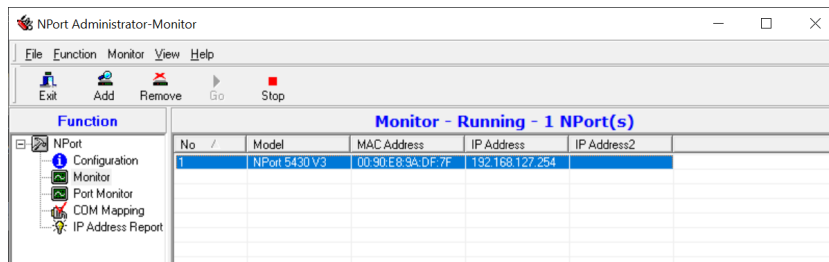 NPort Administrator-Monitor
File Function Monitor View Help
Exit Add Remove Go Stop
Function
Monitor - Running - 1 NPort(s)
NPort
Configuration
Monitor
Port Monitor
COM Mapping
IP Address Report
No / Model MAC Address IP Address IP Address2
1 NPort 5430 V3 00:90:E8:9A:DF:7F 192.168.127.254